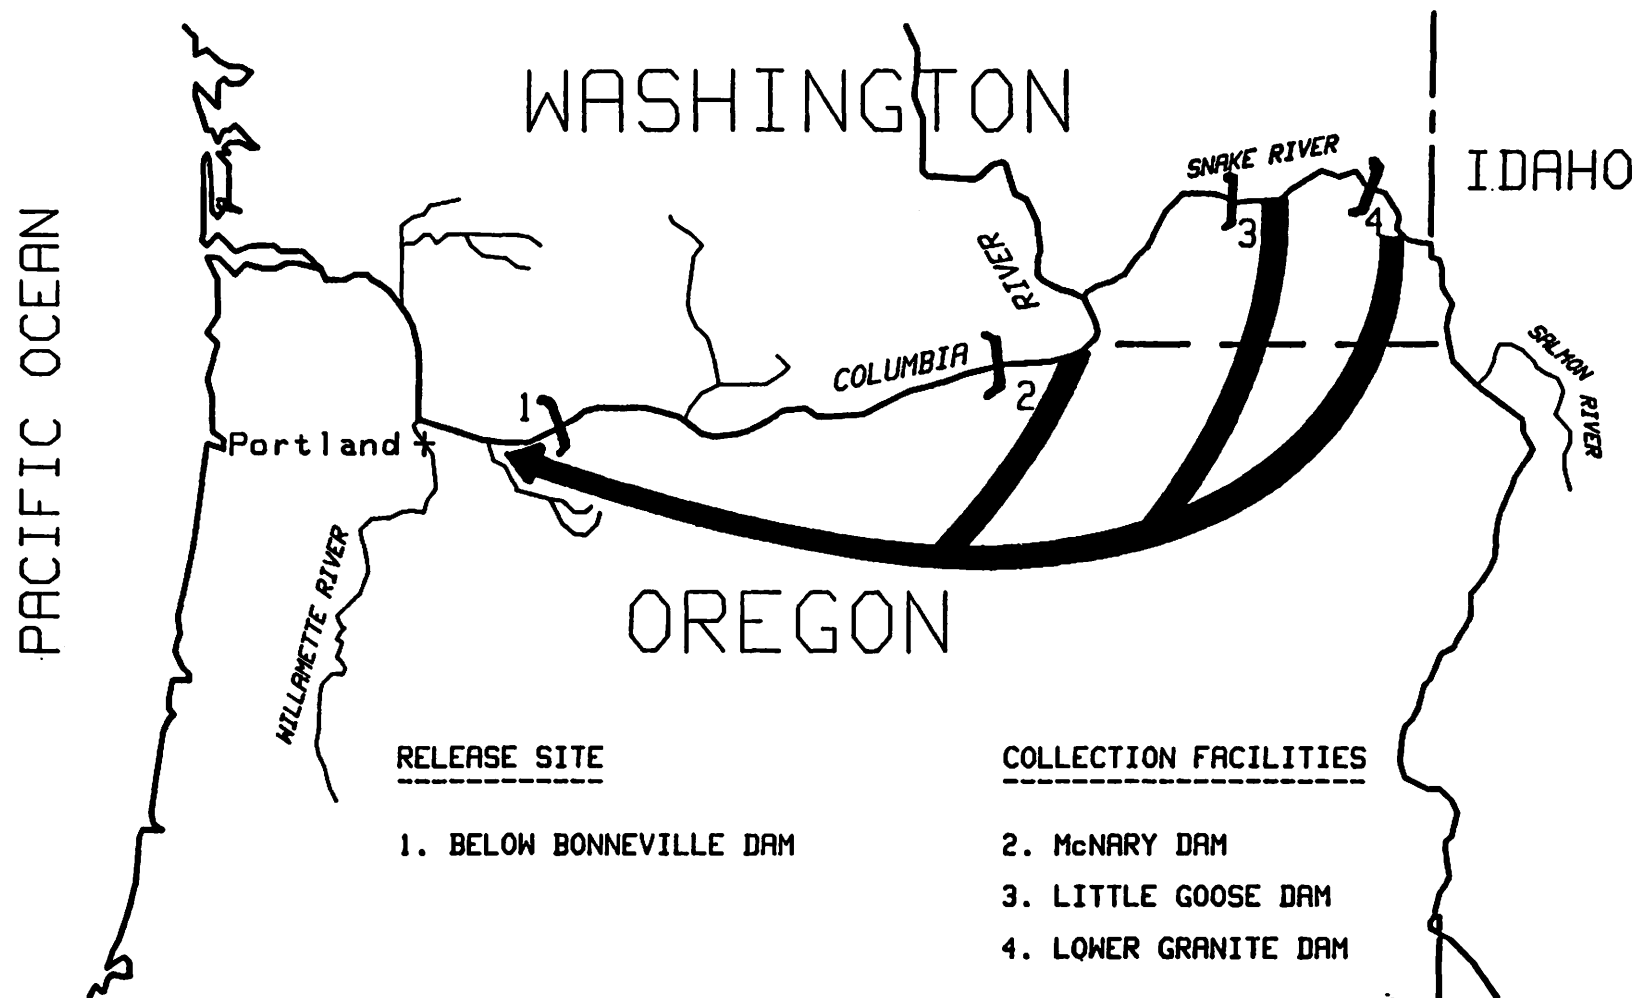 WASHINGTON
IDAHO
SNAKE RIVER
3
4
PACIFIC OCEAN
COLUMBIA
RIVER
SALMON RIVER
1
2
Portland
WILLAMETTE RIVER
OREGON
RELEASE SITE
1. BELOW BONNEVILLE DAM
COLLECTION FACILITIES
2. McNARY DAM
3. LITTLE GOOSE DAM
4. LOWER GRANITE DAM